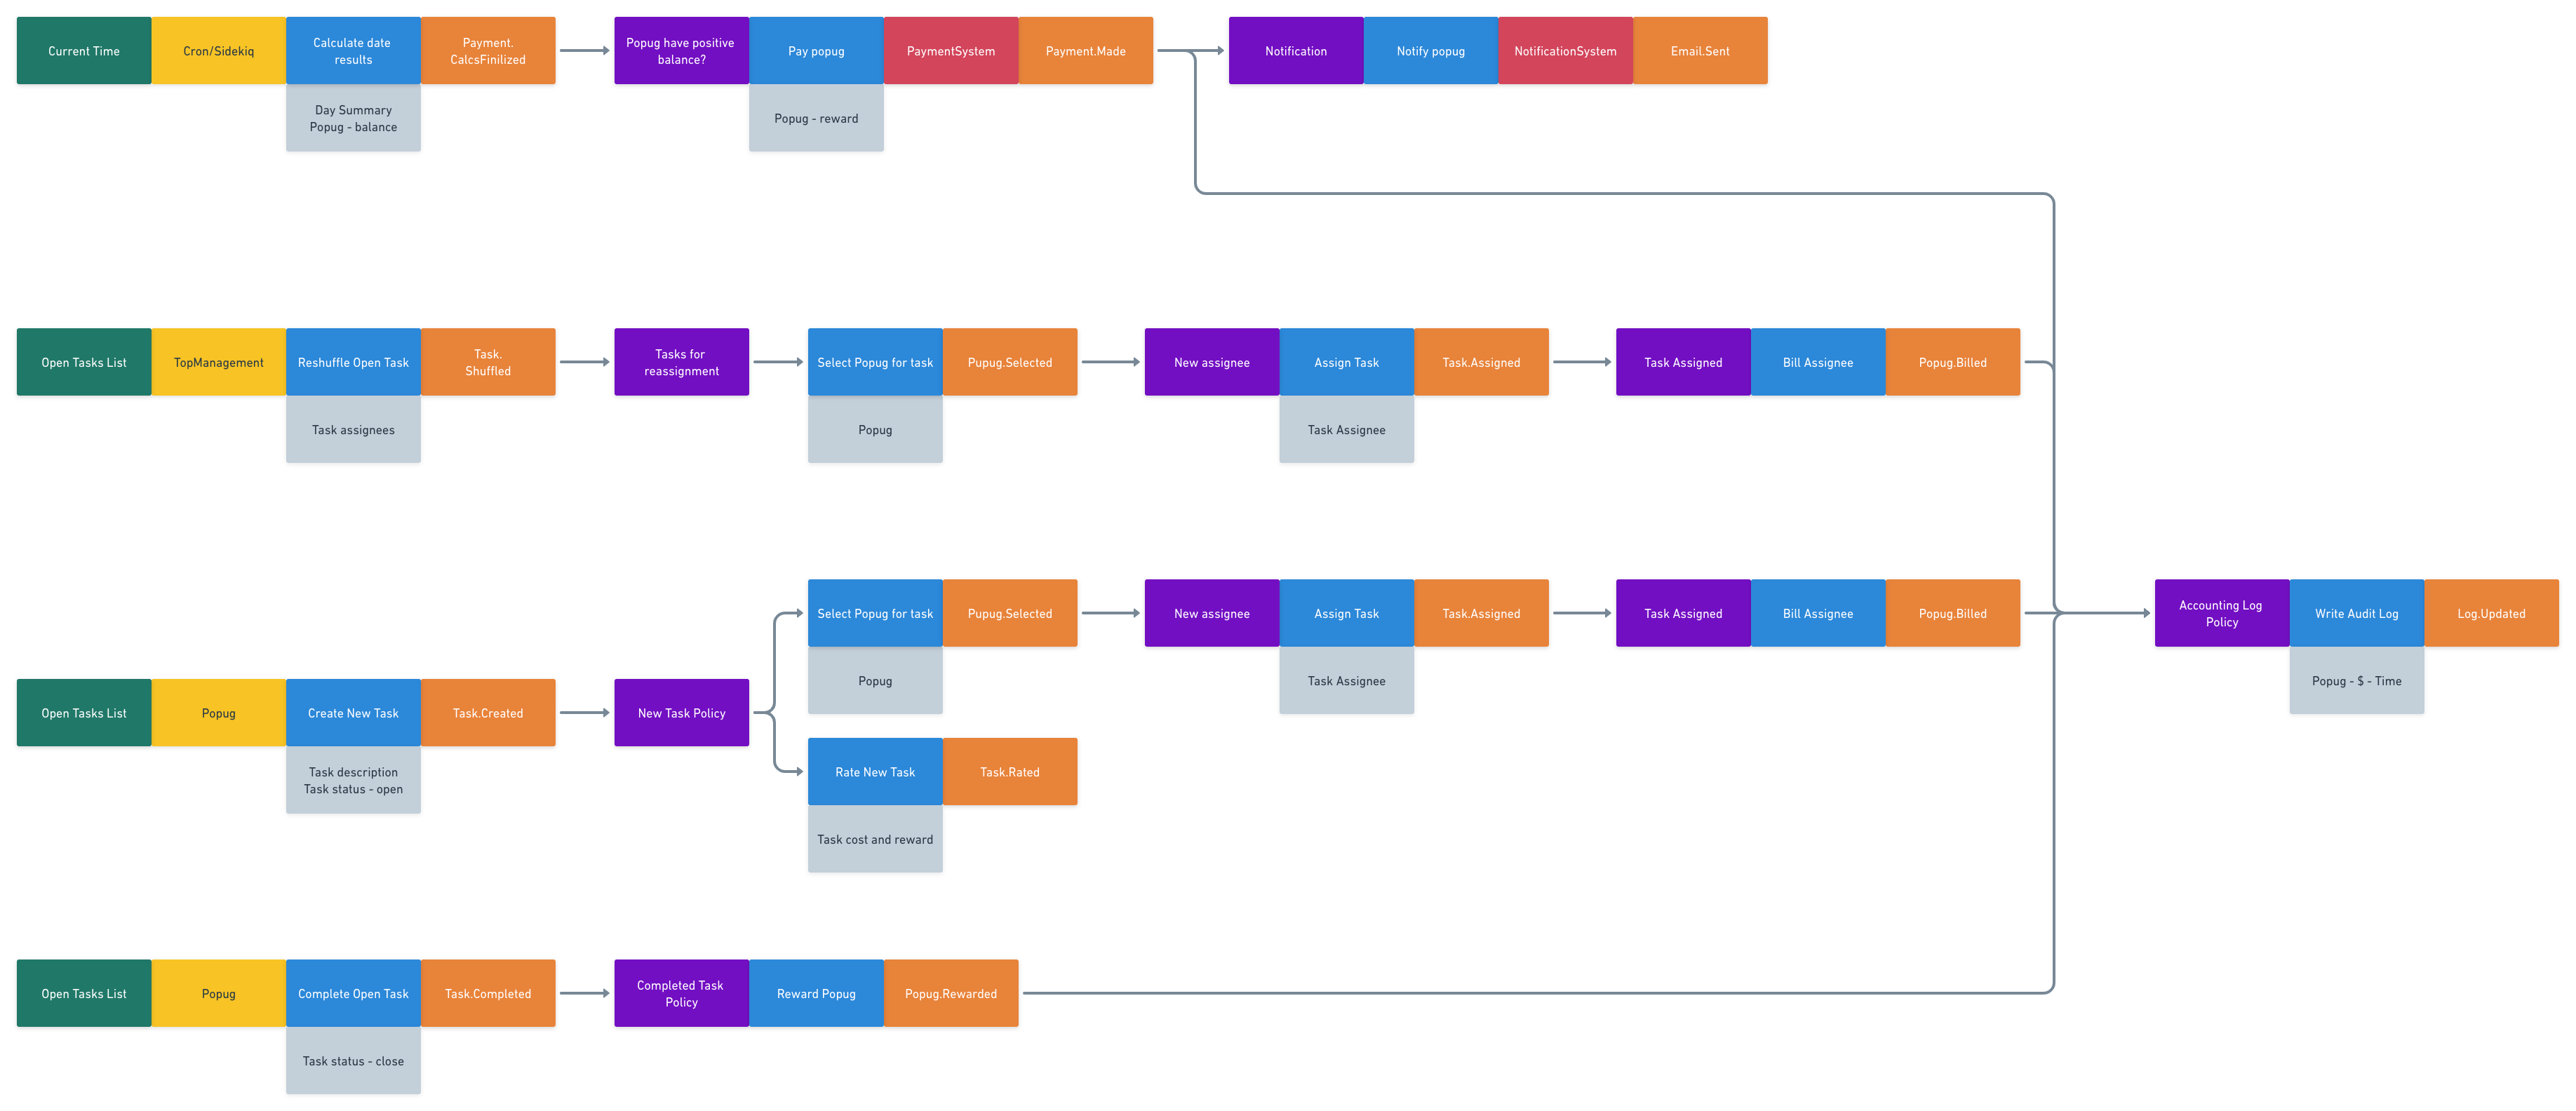 Current Time
Cron/Sidekiq
Calculate date
results
Payment.
CalcsFinilized
Popug have positive
balance?
Pay popug
PaymentSystem
Payment.Made
Notification
Notify popug
NotificationSystem
Email.Sent
Day Summary
Popug - balance
Popug - reward
Open Tasks List
TopManagement
Reshuffle Open Task
Task.
Shuffled
Tasks for
reassignment
Select Popug for task
Pupug.Selected
New assignee
Assign Task
Task.Assigned
Task Assigned
Bill Assignee
Popug.Billed
Task assignees
Popug
Task Assignee
Select Popug for task
Pupug.Selected
New assignee
Assign Task
Task.Assigned
Task Assigned
Bill Assignee
Popug.Billed
Accounting Log
Policy
Write Audit Log
Log.Updated
Popug
Task Assignee
Popug - $ - Time
Open Tasks List
Popug
Create New Task
Task.Created
New Task Policy
Task description
Task status - open
Rate New Task
Task.Rated
Task cost and reward
Open Tasks List
Popug
Complete Open Task
Task.Completed
Completed Task
Policy
Reward Popug
Popug.Rewarded
Task status - close